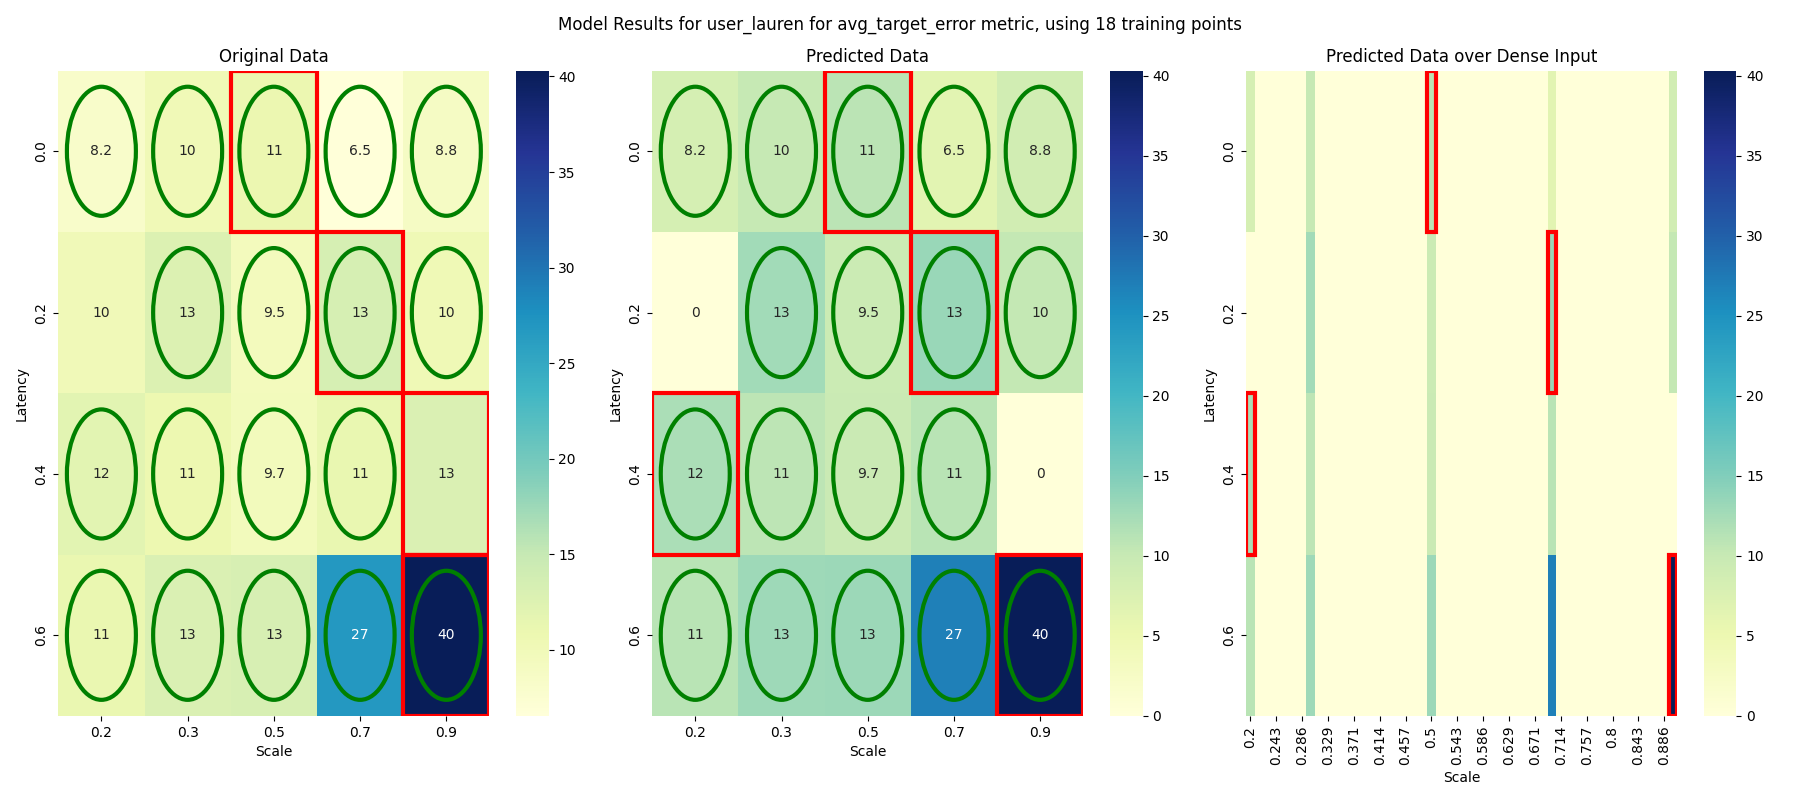 Model Results for user_lauren for avg_target_error metric, using 18 training points
Original Data
Predicted Data
Predicted Data over Dense Input
Latency
0.0
0.2
0.4
0.6
8.2 10 11 6.5 8.8
10 13 9.5 13 10
12 11 9.7 11 13
11 13 13 27 40
0.2 0.3 0.5 0.7 0.9
Scale
40
35
30
25
20
15
10
Latency
0.0
0.2
0.4
0.6
8.2 10 11 6.5 8.8
0 13 9.5 13 10
12 11 9.7 11 0
11 13 13 27 40
0.2 0.3 0.5 0.7 0.9
Scale
40
35
30
25
20
15
10
5
0
Latency
0.0
0.2
0.4
0.6
0.2 0.243 0.286 0.329 0.371 0.414 0.457 0.5 0.543 0.586 0.629 0.671 0.714 0.757 0.8 0.843 0.886
Scale
40
35
30
25
20
15
10
5
0